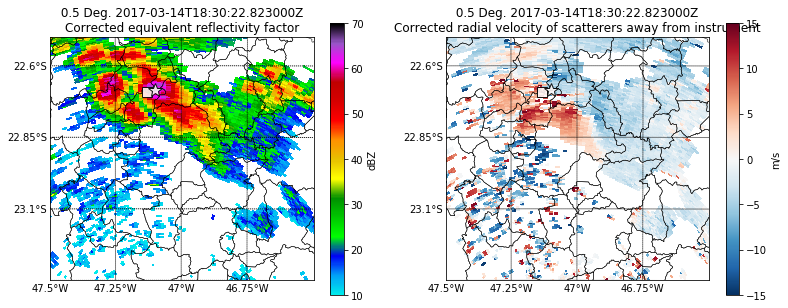 0.5 Deg. 2017-03-14T18:30:22.823000Z
Corrected equivalent reflectivity factor
22.6°S
22.85°S
23.1°S
47.5°W
47.25°W
47°W
46.75°W
70
60
50
40
30
20
10
dBZ
0.5 Deg. 2017-03-14T18:30:22.823000Z
Corrected radial velocity of scatterers away from instrument
22.6°S
22.85°S
23.1°S
47.5°W
47.25°W
47°W
46.75°W
15
10
5
0
−5
−10
−15
m/s